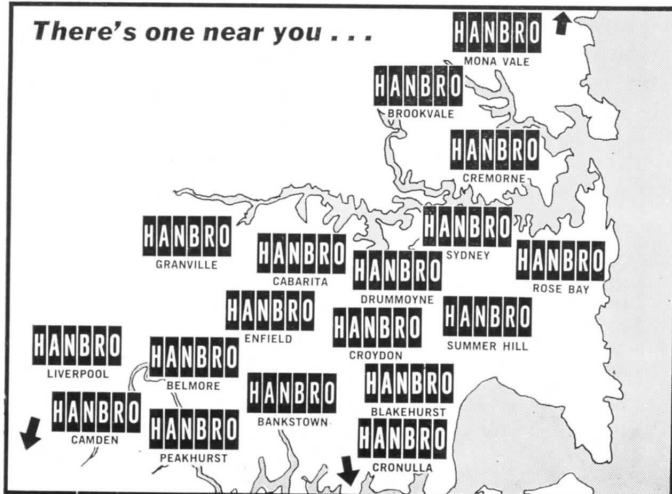 There's one near you . . .
HANBRO
MONA VALE
HANBRO
BROOKVALE
HANBRO
CREMORNE
HANBRO
SYDNEY
HANBRO
GRANVILLE
HANBRO
CABARITA
HANBRO
DRUMMOYNE
HANBRO
ROSE BAY
HANBRO
ENFIELD
HANBRO
CROYDON
HANBRO
SUMMER HILL
HANBRO
LIVERPOOL
HANBRO
BELMORE
HANBRO
BANKSTOWN
HANBRO
BLAKEHURST
HANBRO
CAMDEN
HANBRO
PEAKHURST
HANBRO
CRONULLA